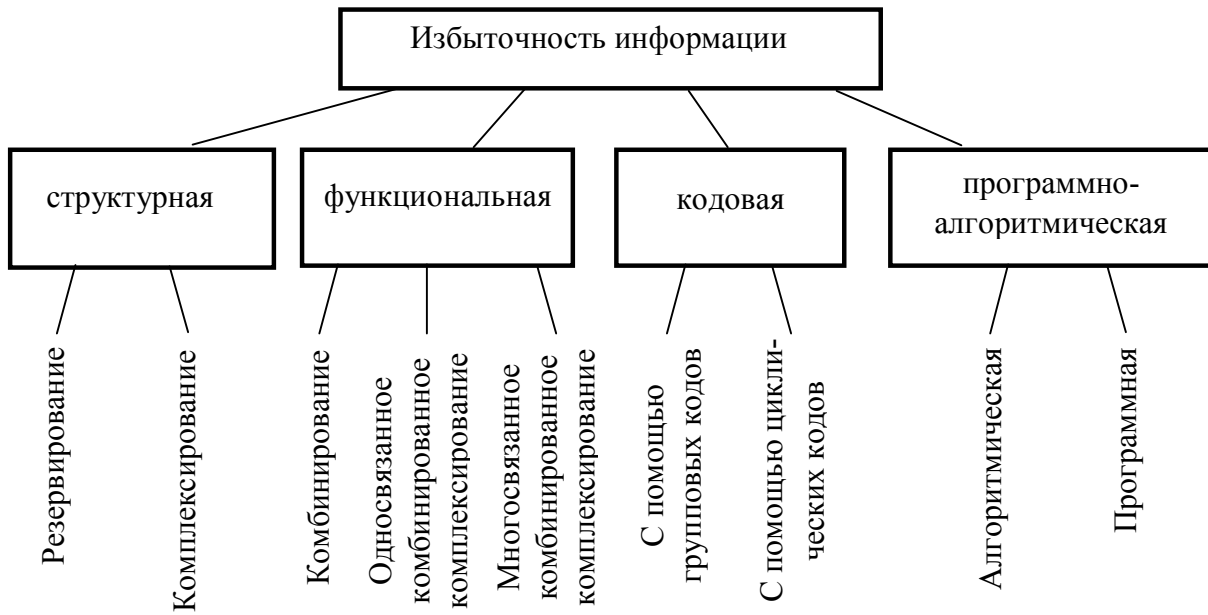 Избыточность информации
структурная
функциональная
кодовая
программно-
алгоритмическая
Резервирование
Комплексирование
Комбинирование
Односвязанное
комбинированное
комплексирование
Многосвязанное
комбинированное
комплексирование
С помощью
групповых кодов
С помощью цикли-
ческих кодов
Алгоритмическая
Программная